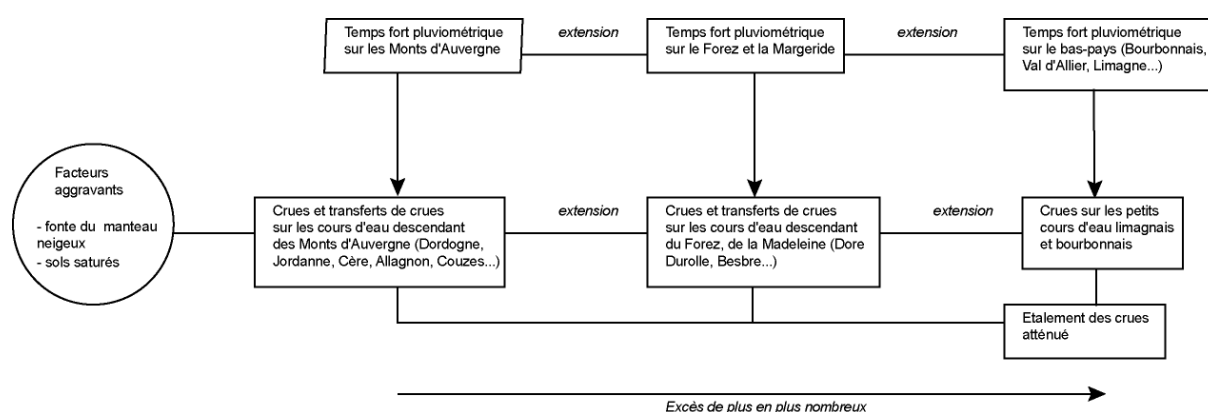 Temps fort pluviométrique
sur les Monts d'Auvergne
extension
Temps fort pluviométrique
sur le Forez et la Margeride
extension
Temps fort pluviométrique
sur le bas-pays (Bourbonnais,
Val d'Allier, Limagne...)
Facteurs
aggravants
- fonte du manteau
neigeux
- sols saturés
Crues et transferts de crues
sur les cours d'eau descendant
des Monts d'Auvergne (Dordogne,
Jordanne, Cère, Allagnon, Couzes...)
extension
Crues et transferts de crues
sur les cours d'eau descendant
du Forez, de la Madeleine (Dore
Durolle, Besbre...)
extension
Crues sur les petits
cours d'eau limagnais
et bourbonnais
Etalement des crues
atténué
Excès de plus en plus nombreux